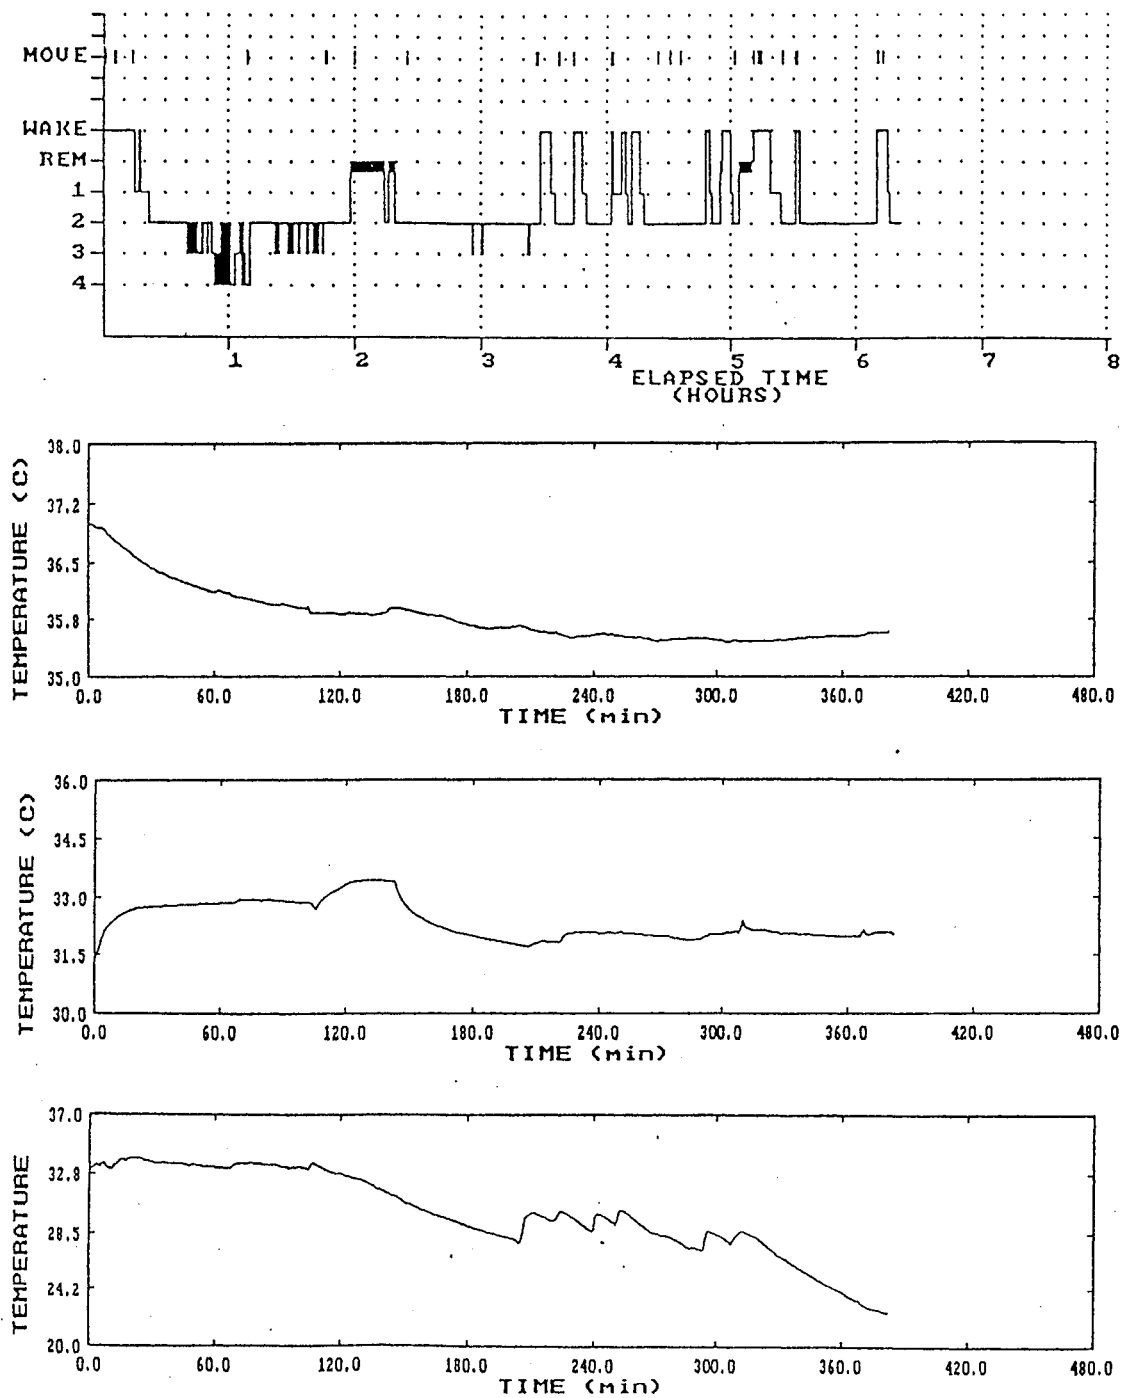 MOVE
WAKE
REM
1
2
3
4
1 2 3 4 5 6 7 8
ELAPSED TIME
(HOURS)
TEMPERATURE (C)
38.0
37.2
36.5
35.8
35.0
0.0 60.0 120.0 180.0 240.0 300.0 360.0 420.0 480.0
TIME (min)
TEMPERATURE (C)
36.0
34.5
33.0
31.5
30.0
0.0 60.0 120.0 180.0 240.0 300.0 360.0 420.0 480.0
TIME (min)
TEMPERATURE
37.0
32.8
28.5
24.2
20.0
0.0 60.0 120.0 180.0 240.0 300.0 360.0 420.0 480.0
TIME (min)